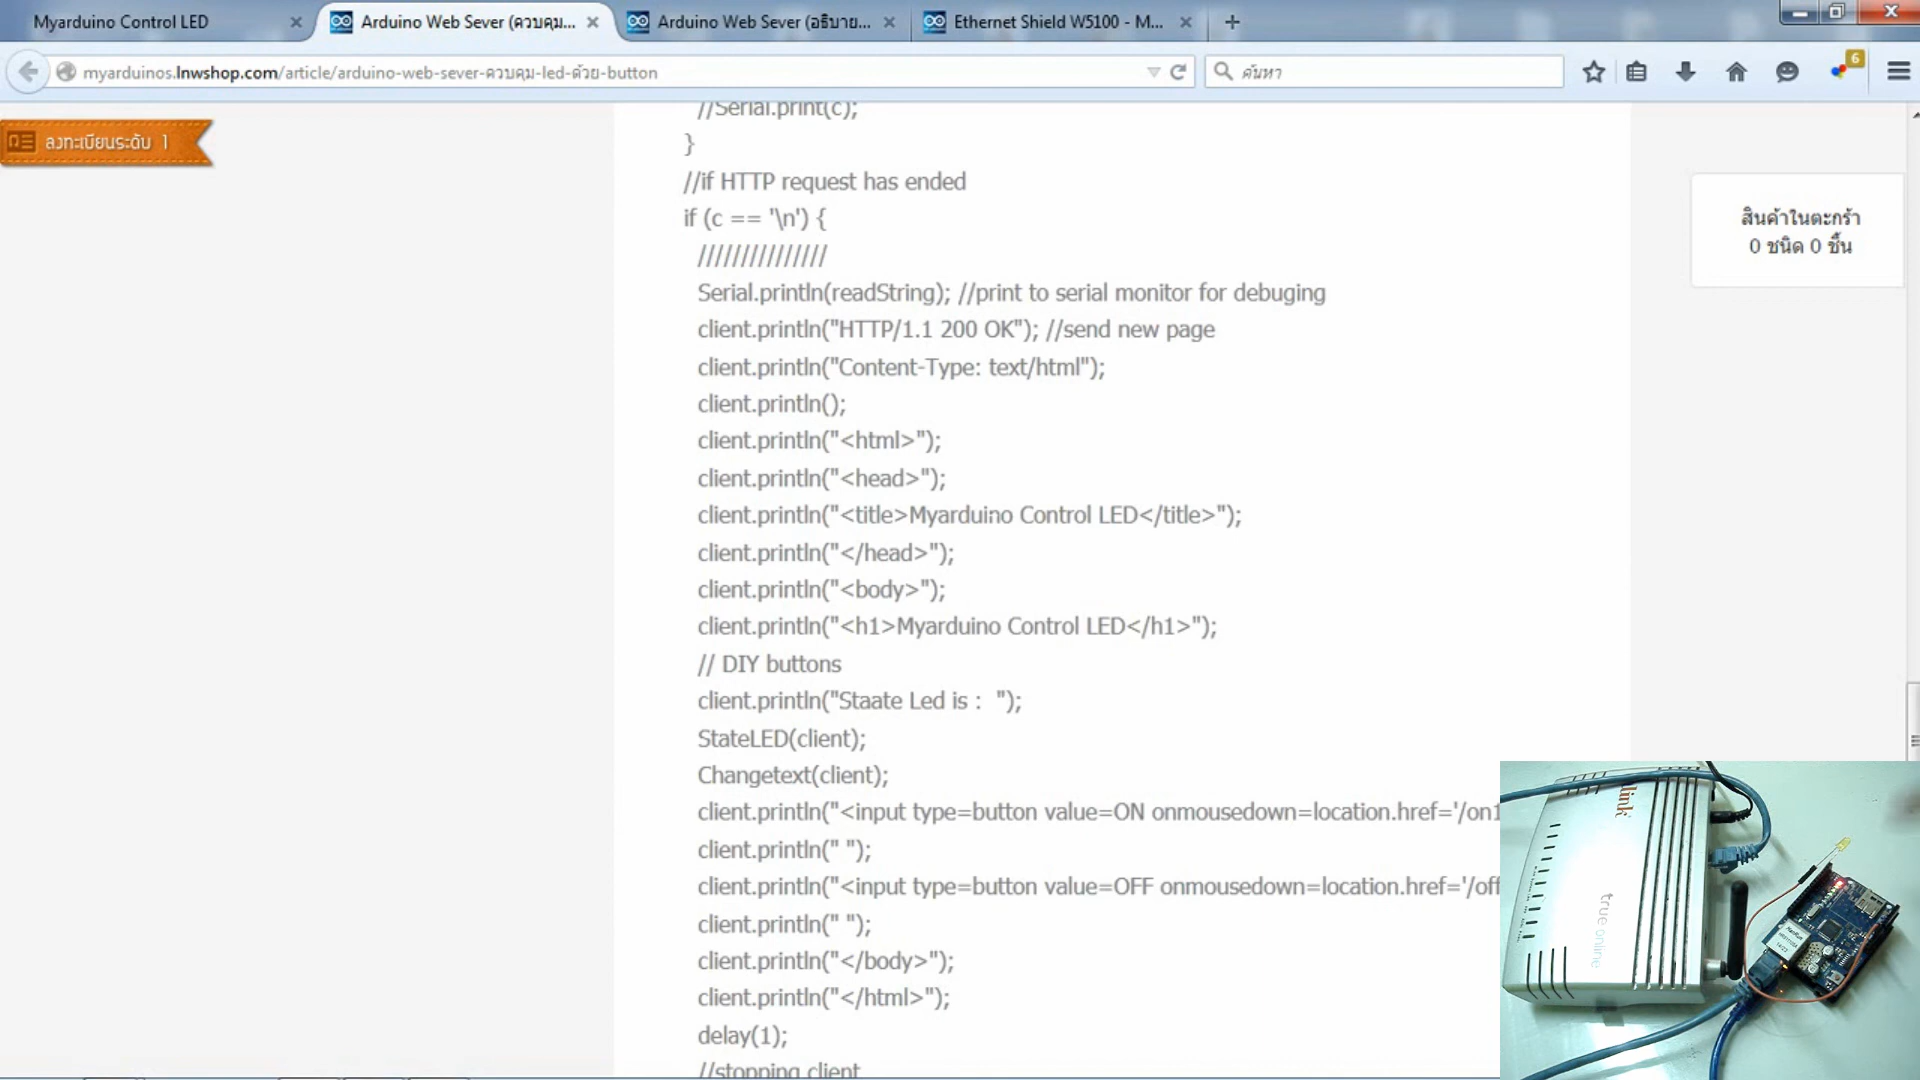 Myarduino Control LED
Arduino Web Sever (ควบคุม...
Arduino Web Sever (อธิบาย...
Ethernet Shield W5100 - M...
myarduinos.lnwshop.com/article/arduino-web-sever-ควบคุม-led-ด้วย-button
ค้นหา
6
ลงทะเบียนระดับ 1
สินค้าในตะกร้า
0 ชนิด 0 ชิ้น
//Serial.print(c);
}
//if HTTP request has ended
if (c == '\n') {
///////////////
Serial.println(readString); //print to serial monitor for debuging
client.println("HTTP/1.1 200 OK"); //send new page
client.println("Content-Type: text/html");
client.println();
client.println("<html>");
client.println("<head>");
client.println("<title>Myarduino Control LED</title>");
client.println("</head>");
client.println("<body>");
client.println("<h1>Myarduino Control LED</h1>");
// DIY buttons
client.println("Staate Led is :  ");
StateLED(client);
Changetext(client);
client.println("<input type=button value=ON onmousedown=location.href='/on1
client.println(" ");
client.println("<input type=button value=OFF onmousedown=location.href='/off
client.println(" ");
client.println("</body>");
client.println("</html>");
delay(1);
//stopping client
link
true online